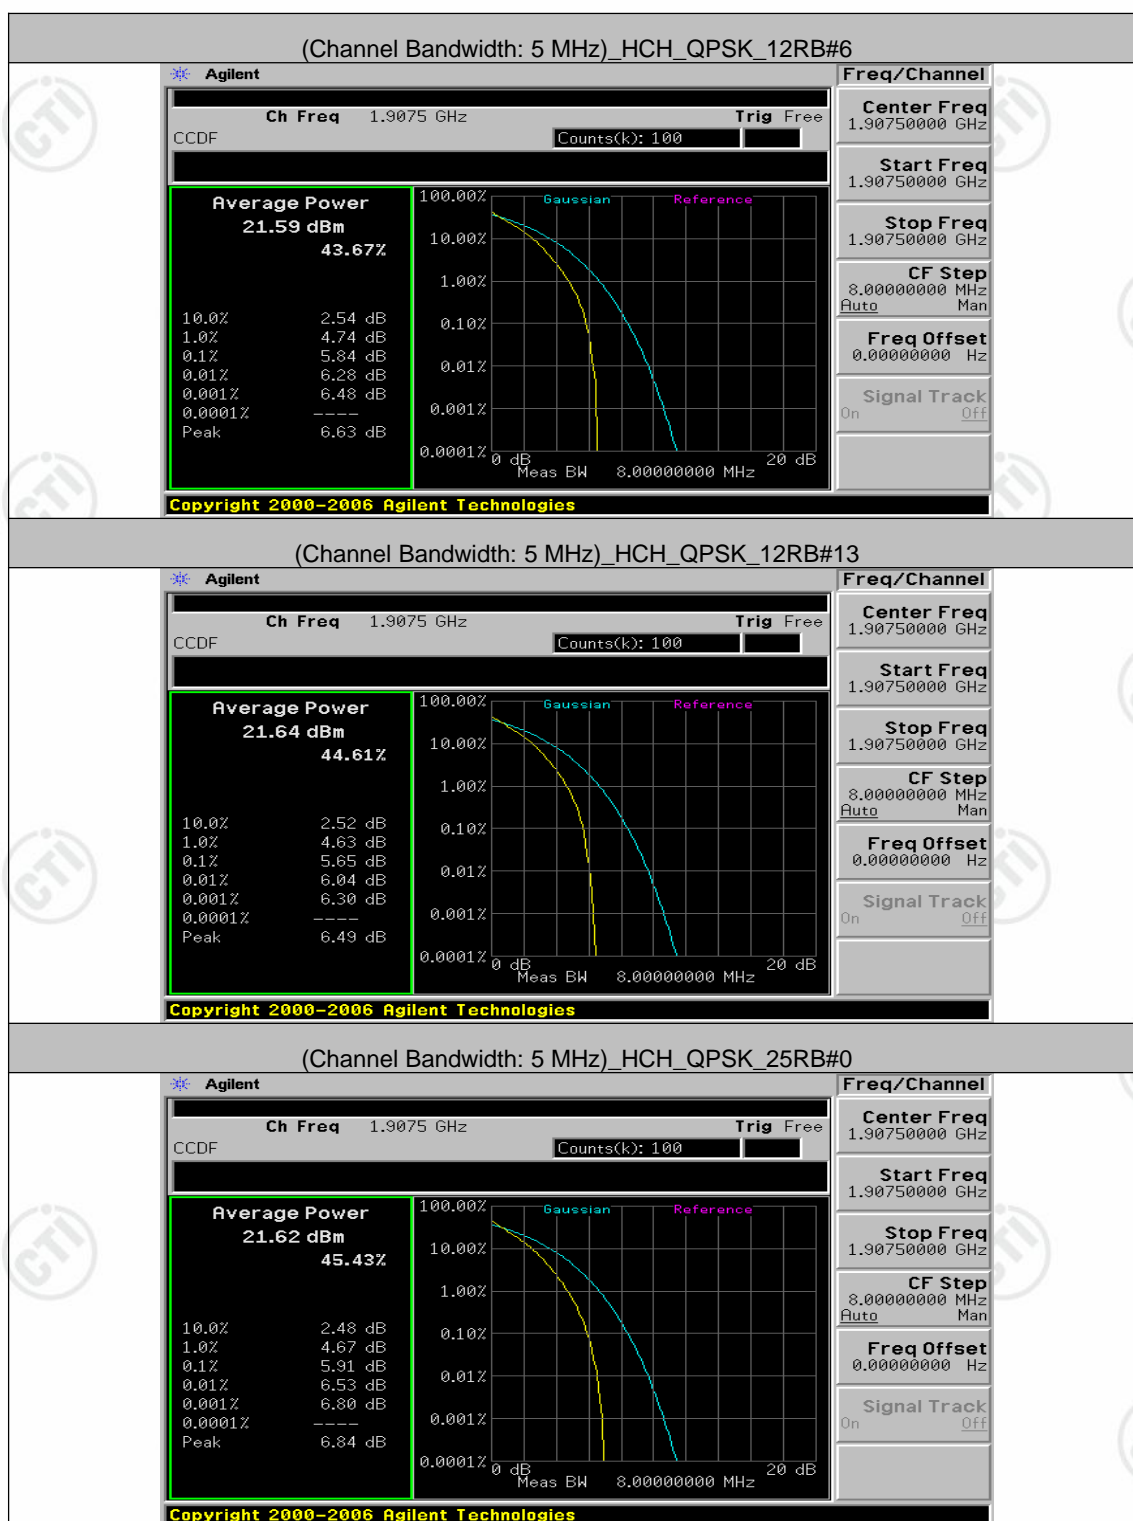 (Channel Bandwidth: 5 MHz)_HCH_QPSK_12RB#6
Agilent
Freq/Channel
Ch Freq 1.9075 GHz Trig Free
CCDF Counts(k): 100
Average Power
21.59 dBm
43.67%
10.0% 2.54 dB
1.0% 4.74 dB
0.1% 5.84 dB
0.01% 6.28 dB
0.001% 6.48 dB
0.0001% ----
Peak 6.63 dB
Gaussian Reference
100.00%
10.00%
1.00%
0.10%
0.01%
0.001%
0.0001%
0 dB 20 dB
Meas BW 8.00000000 MHz
Center Freq
1.90750000 GHz
Start Freq
1.90750000 GHz
Stop Freq
1.90750000 GHz
CF Step
8.00000000 MHz
Auto Man
Freq Offset
0.00000000 Hz
Signal Track
On Off
Copyright 2000-2006 Agilent Technologies
(Channel Bandwidth: 5 MHz)_HCH_QPSK_12RB#13
Agilent
Freq/Channel
Ch Freq 1.9075 GHz Trig Free
CCDF Counts(k): 100
Average Power
21.64 dBm
44.61%
10.0% 2.52 dB
1.0% 4.63 dB
0.1% 5.65 dB
0.01% 6.04 dB
0.001% 6.30 dB
0.0001% ----
Peak 6.49 dB
Gaussian Reference
100.00%
10.00%
1.00%
0.10%
0.01%
0.001%
0.0001%
0 dB 20 dB
Meas BW 8.00000000 MHz
Center Freq
1.90750000 GHz
Start Freq
1.90750000 GHz
Stop Freq
1.90750000 GHz
CF Step
8.00000000 MHz
Auto Man
Freq Offset
0.00000000 Hz
Signal Track
On Off
Copyright 2000-2006 Agilent Technologies
(Channel Bandwidth: 5 MHz)_HCH_QPSK_25RB#0
Agilent
Freq/Channel
Ch Freq 1.9075 GHz Trig Free
CCDF Counts(k): 100
Average Power
21.62 dBm
45.43%
10.0% 2.48 dB
1.0% 4.67 dB
0.1% 5.91 dB
0.01% 6.53 dB
0.001% 6.80 dB
0.0001% ----
Peak 6.84 dB
Gaussian Reference
100.00%
10.00%
1.00%
0.10%
0.01%
0.001%
0.0001%
0 dB 20 dB
Meas BW 8.00000000 MHz
Center Freq
1.90750000 GHz
Start Freq
1.90750000 GHz
Stop Freq
1.90750000 GHz
CF Step
8.00000000 MHz
Auto Man
Freq Offset
0.00000000 Hz
Signal Track
On Off
Copyright 2000-2006 Agilent Technologies
CTI
CTI
CTI
CTI
CTI
CTI
CTI
CTI